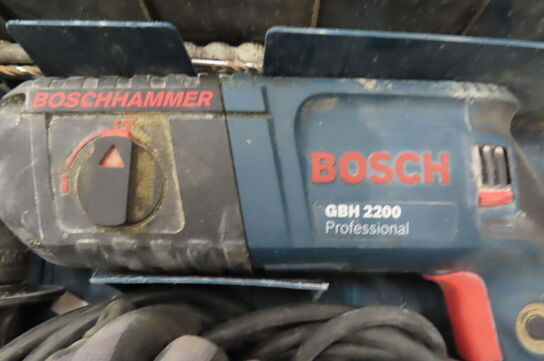 BOSCHHAMMER
BOSCH
GBH 2200
Professional